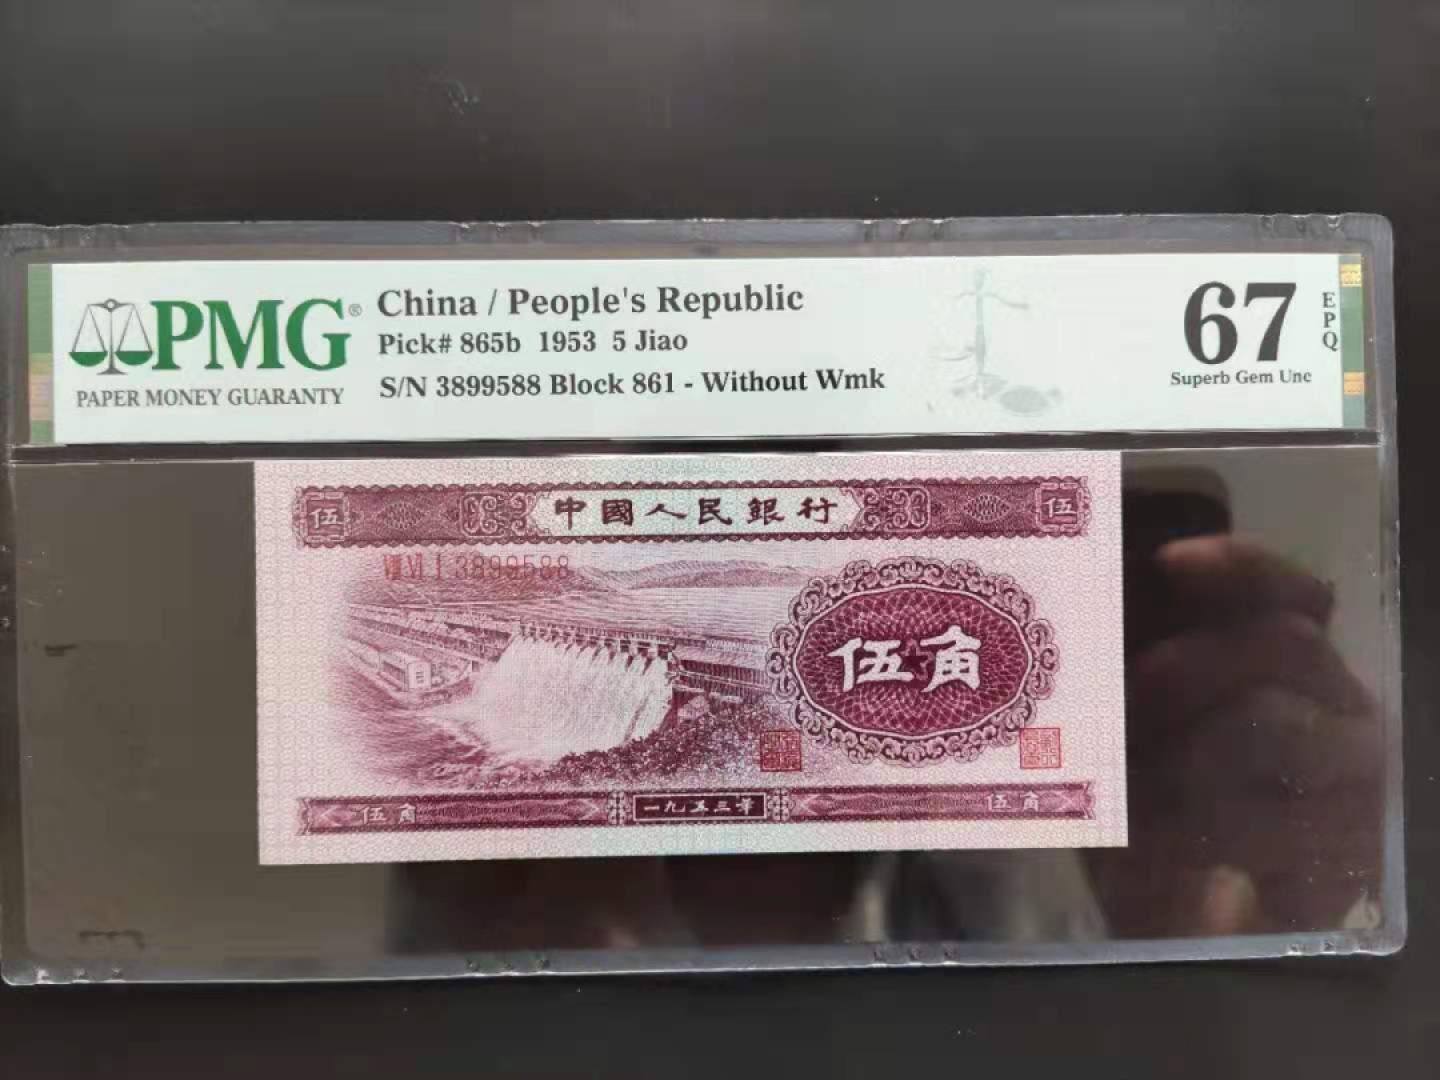 PMG®
PAPER MONEY GUARANTY
China / People's Republic
Pick# 865b 1953 5 Jiao
S/N 3899588 Block 861 - Without Wmk
67
EPQ
Superb Gem Unc
伍 中國人民銀行 伍
VIII VI I 3899588
伍角
伍角 一九五三年 伍角